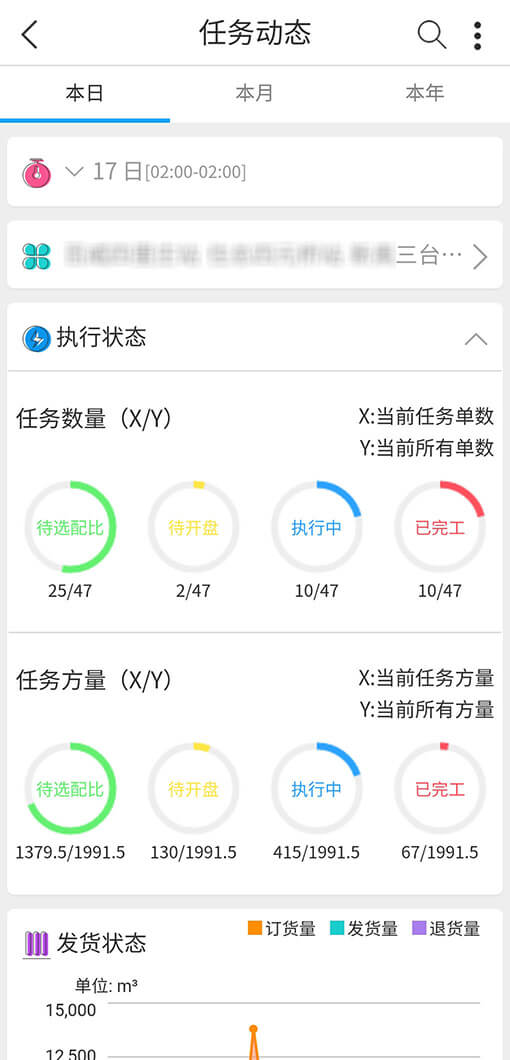 任务动态
本日 本月 本年
17 日[02:00-02:00]
三台…
执行状态
任务数量（X/Y）
X:当前任务单数
Y:当前所有单数
待选配比 待开盘 执行中 已完工
25/47 2/47 10/47 10/47
任务方量（X/Y）
X:当前任务方量
Y:当前所有方量
待选配比 待开盘 执行中 已完工
1379.5/1991.5 130/1991.5 415/1991.5 67/1991.5
发货状态
订货量 发货量 退货量
单位: m³
15,000
12,500